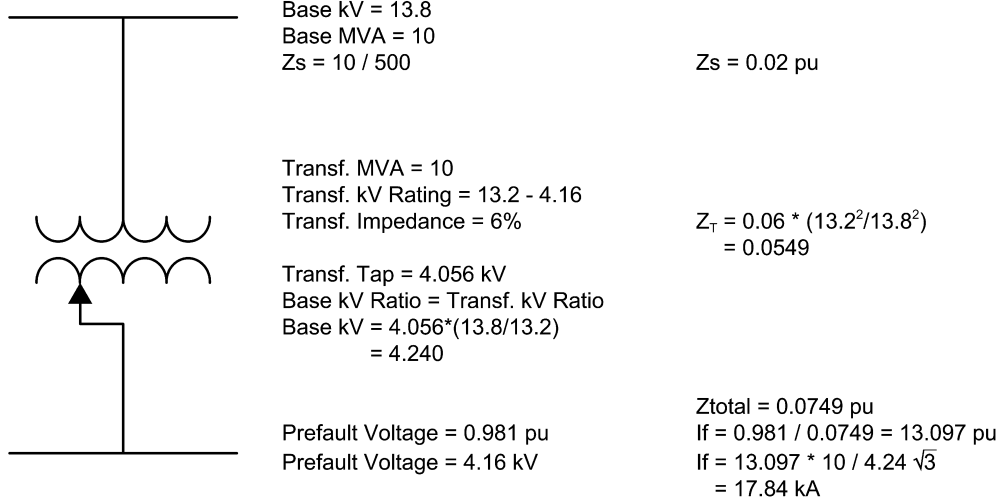 Base kV = 13.8
Base MVA = 10
Zs = 10 / 500
Zs = 0.02 pu
Transf. MVA = 10
Transf. kV Rating = 13.2 - 4.16
Transf. Impedance = 6%
Z_T = 0.06 * (13.2²/13.8²)
= 0.0549
Transf. Tap = 4.056 kV
Base kV Ratio = Transf. kV Ratio
Base kV = 4.056*(13.8/13.2)
= 4.240
Ztotal = 0.0749 pu
Prefault Voltage = 0.981 pu
If = 0.981 / 0.0749 = 13.097 pu
Prefault Voltage = 4.16 kV
If = 13.097 * 10 / 4.24 √3
= 17.84 kA